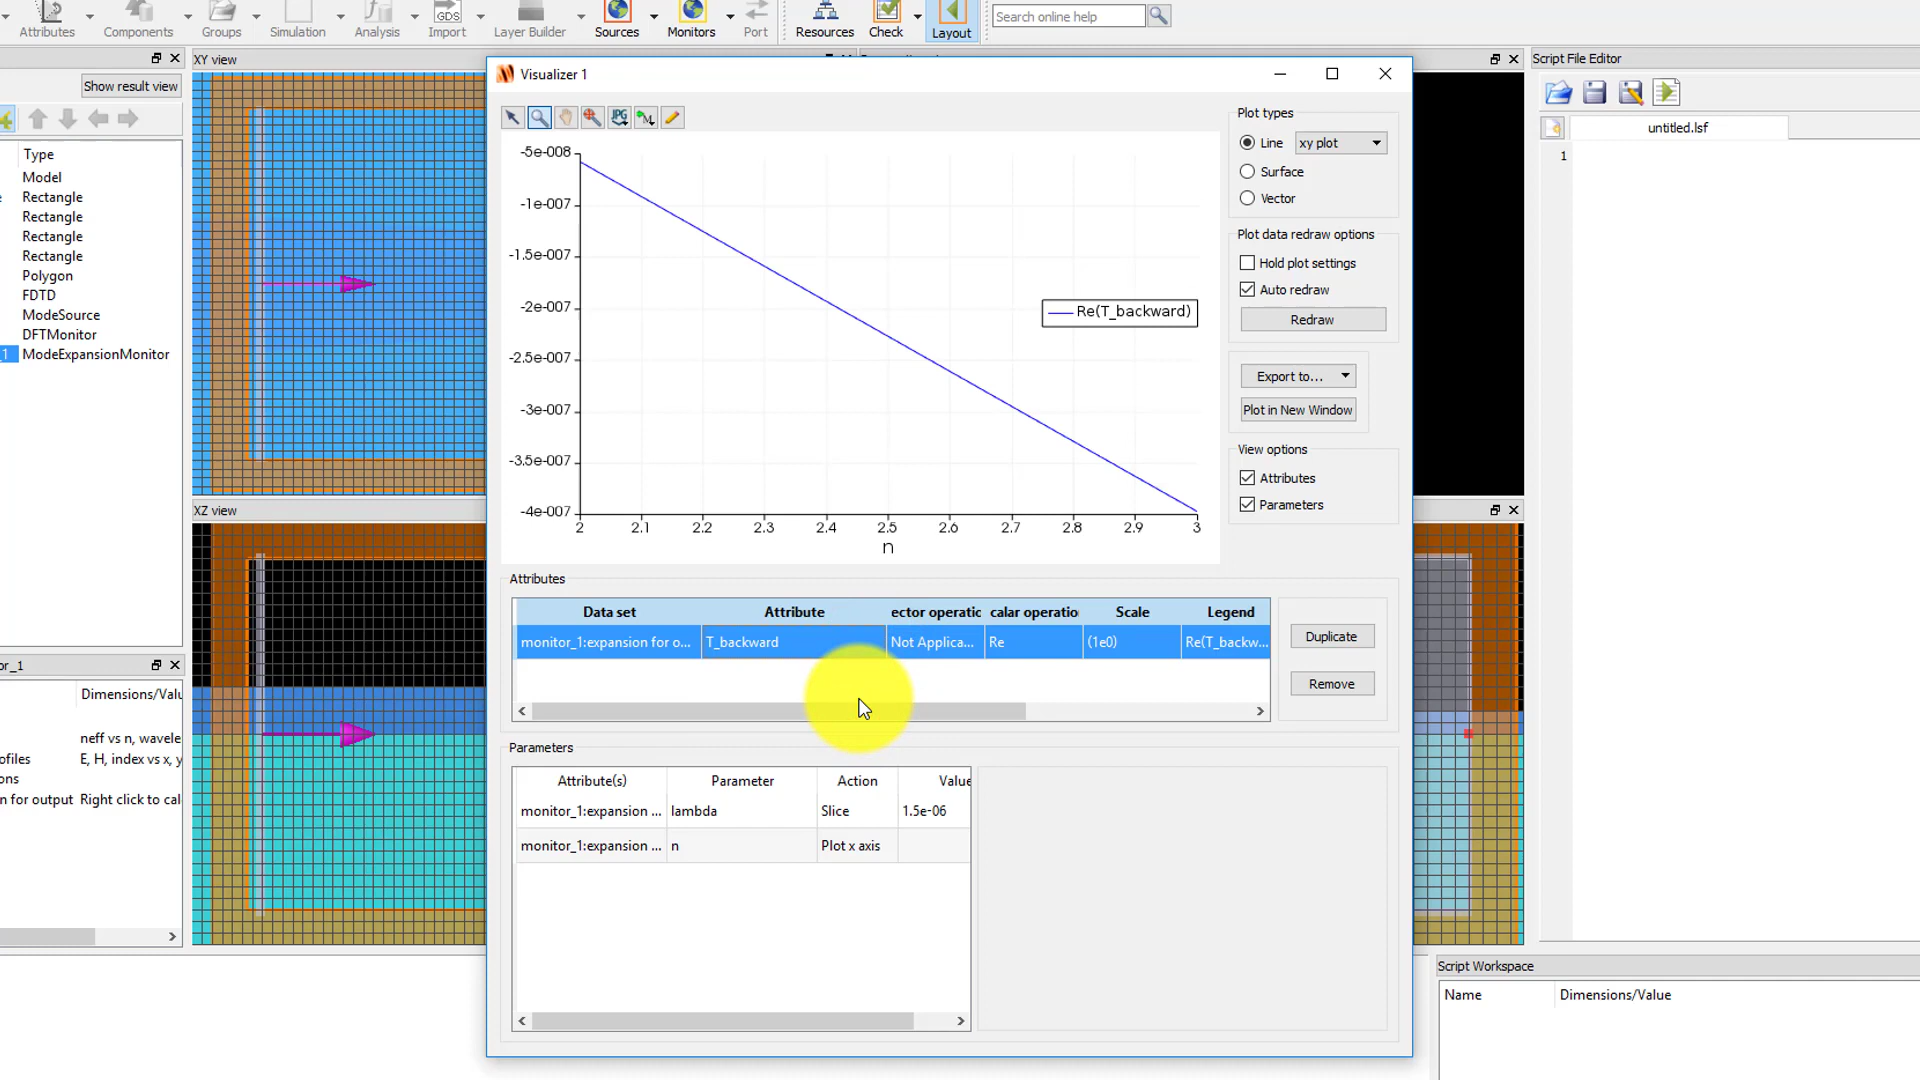 Attributes
Components
Groups
Simulation
Analysis
GDS
Import
Layer Builder
Sources
Monitors
Port
Resources
Check
Layout
Search online help
Show result view
Type
Model
Rectangle
Rectangle
Rectangle
Rectangle
Polygon
FDTD
ModeSource
DFTMonitor
_1 ModeExpansionMonitor
or_1
Dimensions/Valu
neff vs n, wavele
ofiles E, H, index vs x, y
ons
n for output Right click to cal
XY view
XZ view
Visualizer 1
JPG
M
-5e-008
-1e-007
-1.5e-007
-2e-007
-2.5e-007
-3e-007
-3.5e-007
-4e-007
2 2.1 2.2 2.3 2.4 2.5 2.6 2.7 2.8 2.9 3
n
Re(T_backward)
Plot types
Line xy plot
Surface
Vector
Plot data redraw options
Hold plot settings
Auto redraw
Redraw
Export to...
Plot in New Window
View options
Attributes
Parameters
Attributes
Data set Attribute ector operatic calar operatio Scale Legend
monitor_1:expansion for o... T_backward Not Applica... Re (1e0) Re(T_backw...
Duplicate
Remove
Parameters
Attribute(s) Parameter Action Value
monitor_1:expansion ... lambda Slice 1.5e-06
monitor_1:expansion ... n Plot x axis
Script File Editor
untitled.lsf
1
Script Workspace
Name Dimensions/Value